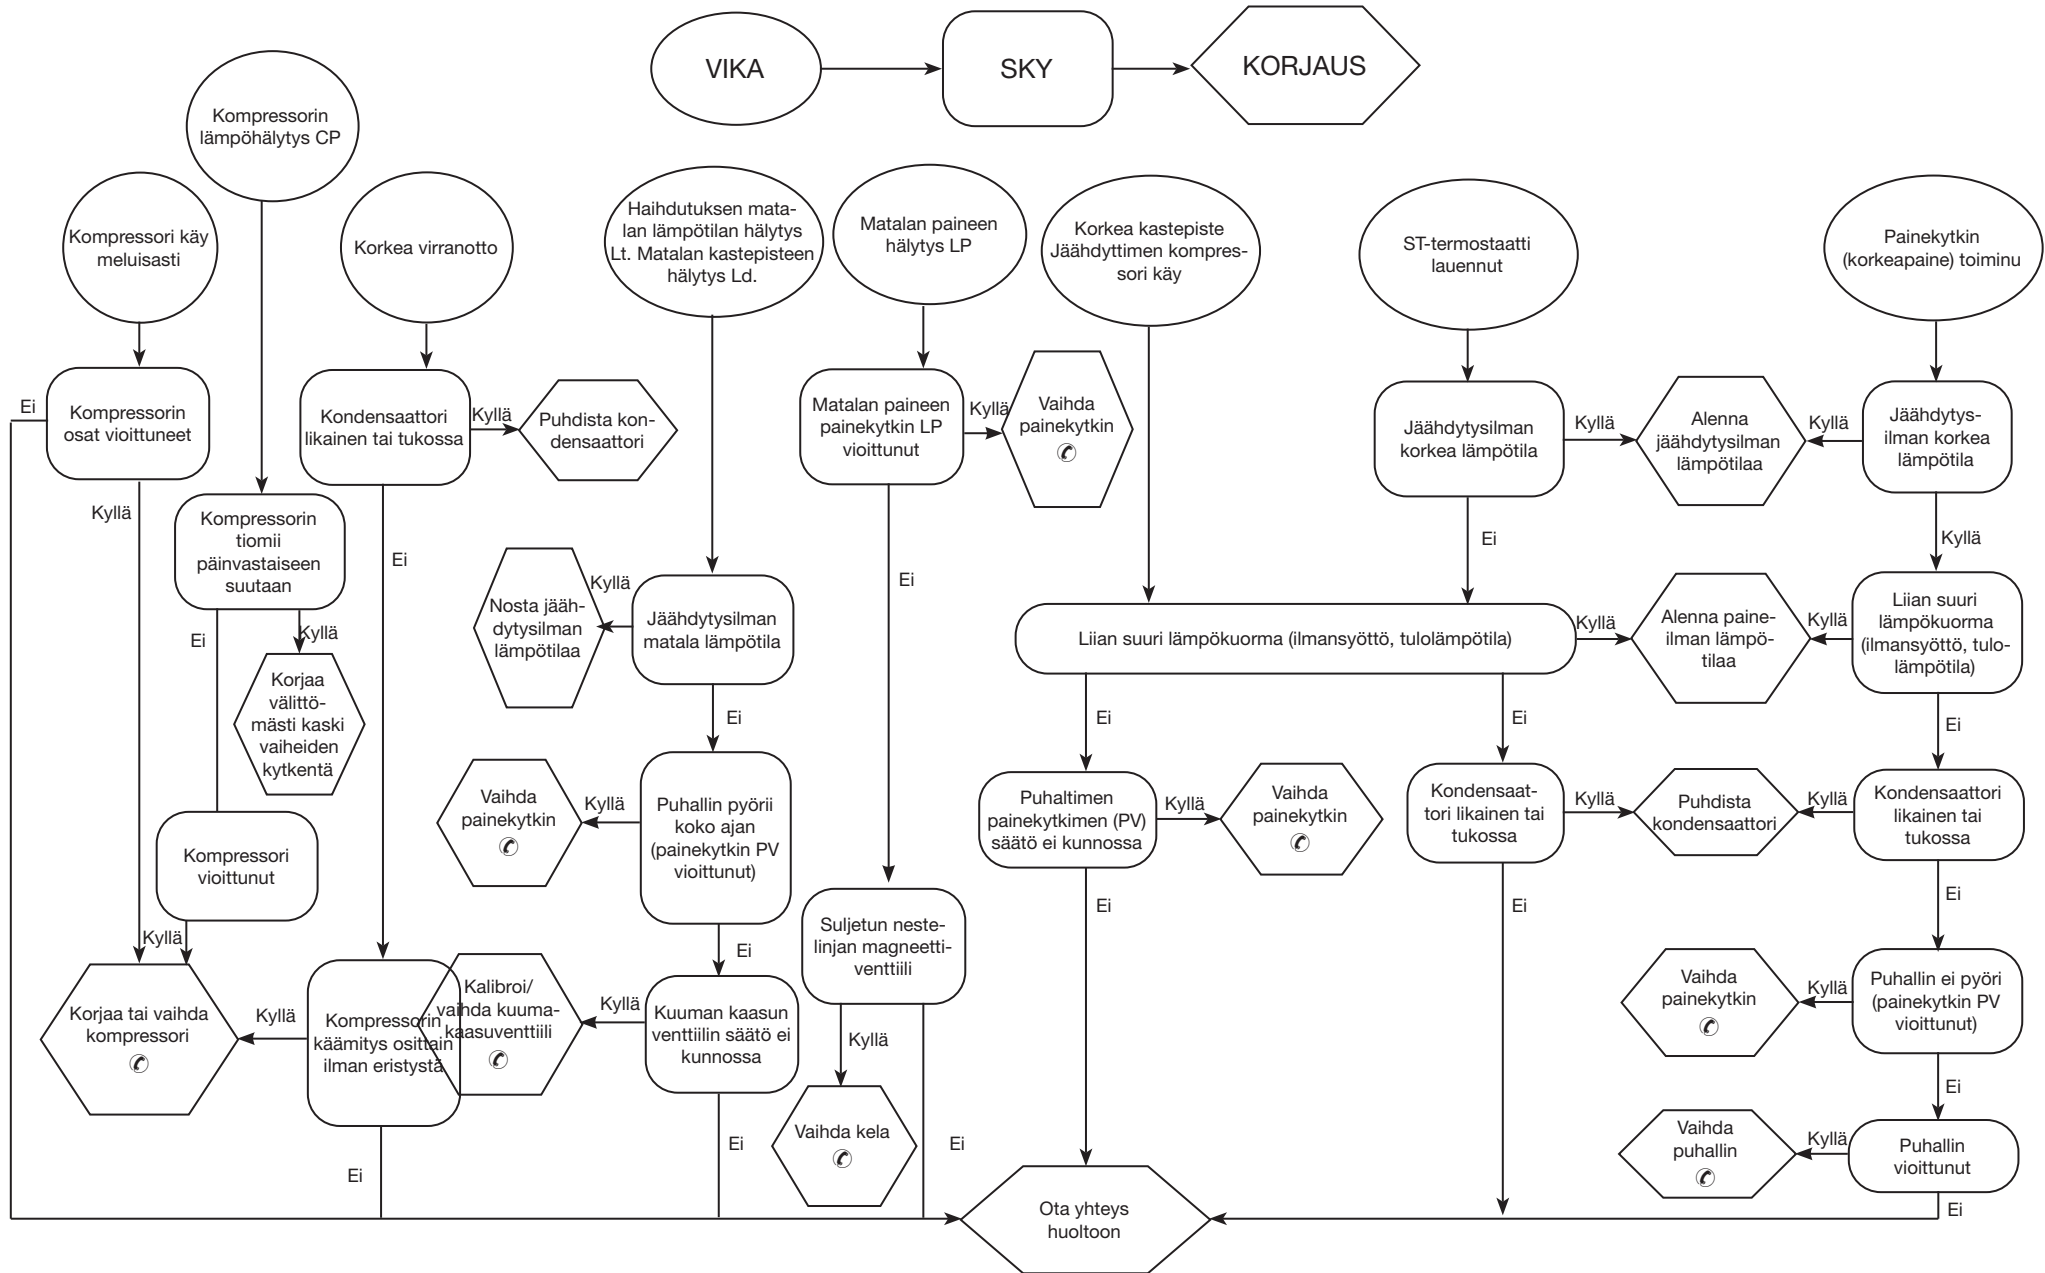 VIKA
SKY
KORJAUS
Kompressorin
lämpöhälytys CP
Kompressori käy
meluisasti
Korkea virranotto
Haihdutuksen mata-
lan lämpötilan hälytys
Lt. Matalan kastepisteen
hälytys Ld.
Matalan paineen
hälytys LP
Korkea kastepiste
Jäähdyttimen kompres-
sori käy
ST-termostaatti
lauennut
Painekytkin
(korkeapaine) toiminu
Ei
Kompressorin
osat vioittuneet
Kyllä
Kondensaattori
likainen tai tukossa
Kyllä
Puhdista kon-
densaattori
Matalan paineen
painekytkin LP
vioittunut
Kyllä
Vaihda
painekytkin
Jäähdytysilman
korkea lämpötila
Kyllä
Alenna
jäähdytysilman
lämpötilaa
Kyllä
Jäähdytys-
ilman korkea
lämpötila
Kompressorin
tiomii
päinvastaiseen
suutaan
Ei
Ei
Ei
Kyllä
Ei
Kyllä
Korjaa
välittö-
mästi kaski
vaiheiden
kytkentä
Nosta jääh-
dytysilman
lämpötilaa
Kyllä
Jäähdytysilman
matala lämpötila
Liian suuri lämpökuorma (ilmansyöttö, tulolämpötila)
Kyllä
Alenna paine-
ilman lämpö-
tilaa
Kyllä
Liian suuri
lämpökuorma
(ilmansyöttö, tulo-
lämpötila)
Ei
Ei
Ei
Ei
Vaihda
painekytkin
Kyllä
Puhallin pyörii
koko ajan
(painekytkin PV
vioittunut)
Puhaltimen
painekytkimen (PV)
säätö ei kunnossa
Kyllä
Vaihda
painekytkin
Kondensaat-
tori likainen tai
tukossa
Kyllä
Puhdista
kondensaattori
Kyllä
Kondensaattori
likainen tai
tukossa
Kompressori
vioittunut
Kyllä
Ei
Ei
Ei
Ei
Korjaa tai vaihda
kompressori
Kyllä
Kompressorin
käämitys osittain
ilman eristystä
Kalibroi/
vaihda kuuma-
kaasuventtiili
Kyllä
Kuuman kaasun
venttiilin säätö ei
kunnossa
Suljetun neste-
linjan magneetti-
venttiili
Vaihda
painekytkin
Kyllä
Puhallin ei pyöri
(painekytkin PV
vioittunut)
Kyllä
Ei
Ei
Ei
Vaihda kela
Ei
Vaihda
puhallin
Kyllä
Puhallin
vioittunut
Ota yhteys
huoltoon
Ei